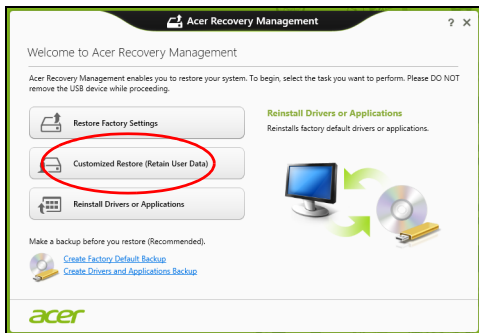 Acer Recovery Management
? ×
Welcome to Acer Recovery Management
Acer Recovery Management enables you to restore your system. To begin, select the task you want to perform. Please DO NOT
remove the USB device while proceeding.
Restore Factory Settings
Customized Restore (Retain User Data)
Reinstall Drivers or Applications
Reinstall Drivers or Applications
Reinstalls factory default drivers or applications.
Make a backup before you restore (Recommended).
Create Factory Default Backup
Create Drivers and Applications Backup
acer